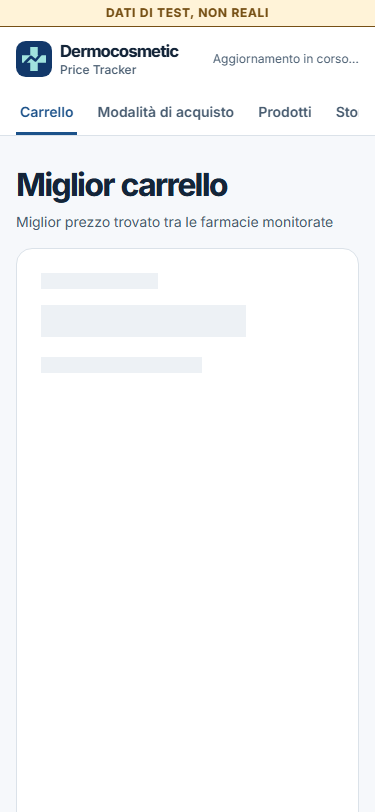 DATI DI TEST, NON REALI
Dermocosmetic
Price Tracker
Aggiornamento in corso…
Carrello
Modalità di acquisto
Prodotti
Sto
Miglior carrello
Miglior prezzo trovato tra le farmacie monitorate